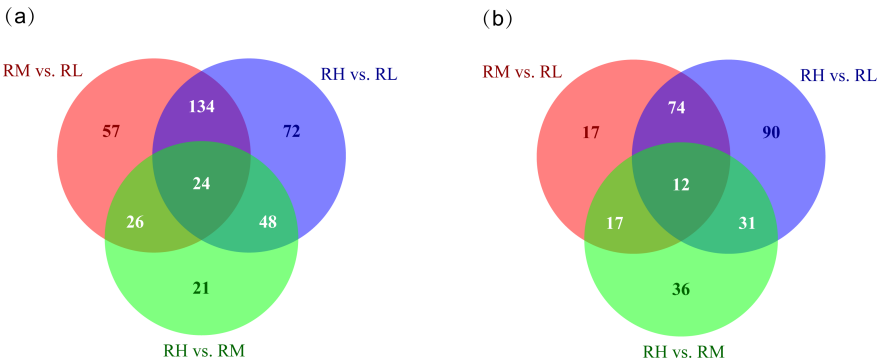 (a)
(b)
RM vs. RL
RH vs. RL
RM vs. RL
RH vs. RL
134
74
57
72
17
90
24
12
26
48
17
31
21
36
RH vs. RM
RH vs. RM